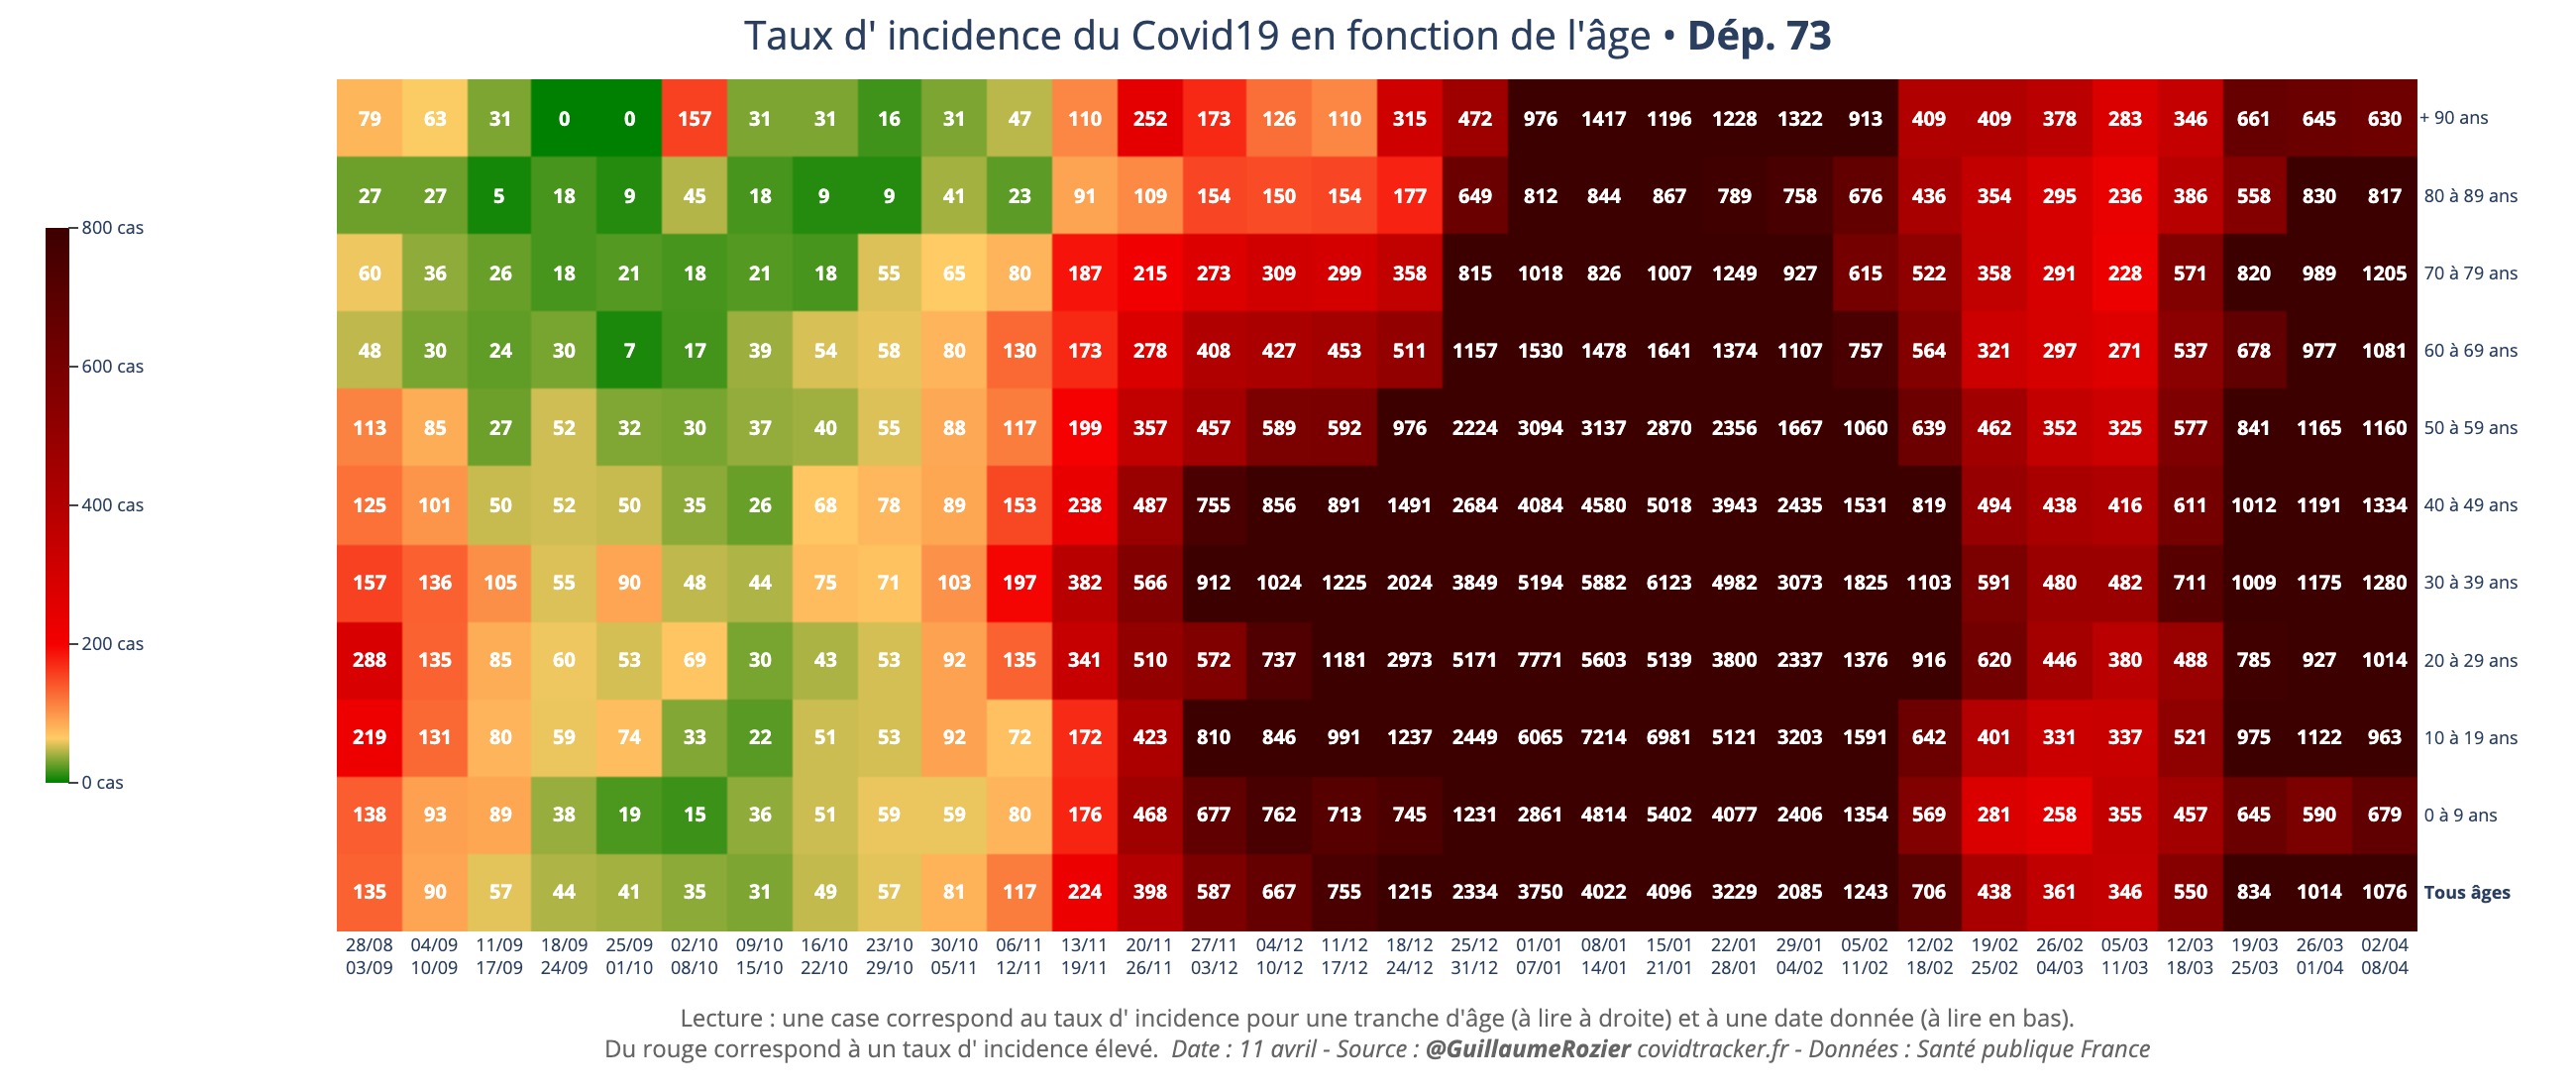 Taux d' incidence du Covid19 en fonction de l'âge • Dép. 73
79 63 31 0 0 157 31 31 16 31 47 110 252 173 126 110 315 472 976 1417 1196 1228 1322 913 409 409 378 283 346 661 645 630 + 90 ans
27 27 5 18 9 45 18 9 9 41 23 91 109 154 150 154 177 649 812 844 867 789 758 676 436 354 295 236 386 558 830 817 80 à 89 ans
800 cas
60 36 26 18 21 18 21 18 55 65 80 187 215 273 309 299 358 815 1018 826 1007 1249 927 615 522 358 291 228 571 820 989 1205 70 à 79 ans
48 30 24 30 7 17 39 54 58 80 130 173 278 408 427 453 511 1157 1530 1478 1641 1374 1107 757 564 321 297 271 537 678 977 1081 60 à 69 ans
600 cas
113 85 27 52 32 30 37 40 55 88 117 199 357 457 589 592 976 2224 3094 3137 2870 2356 1667 1060 639 462 352 325 577 841 1165 1160 50 à 59 ans
400 cas
125 101 50 52 50 35 26 68 78 89 153 238 487 755 856 891 1491 2684 4084 4580 5018 3943 2435 1531 819 494 438 416 611 1012 1191 1334 40 à 49 ans
157 136 105 55 90 48 44 75 71 103 197 382 566 912 1024 1225 2024 3849 5194 5882 6123 4982 3073 1825 1103 591 480 482 711 1009 1175 1280 30 à 39 ans
200 cas
288 135 85 60 53 69 30 43 53 92 135 341 510 572 737 1181 2973 5171 7771 5603 5139 3800 2337 1376 916 620 446 380 488 785 927 1014 20 à 29 ans
219 131 80 59 74 33 22 51 53 92 72 172 423 810 846 991 1237 2449 6065 7214 6981 5121 3203 1591 642 401 331 337 521 975 1122 963 10 à 19 ans
0 cas
138 93 89 38 19 15 36 51 59 59 80 176 468 677 762 713 745 1231 2861 4814 5402 4077 2406 1354 569 281 258 355 457 645 590 679 0 à 9 ans
135 90 57 44 41 35 31 49 57 81 117 224 398 587 667 755 1215 2334 3750 4022 4096 3229 2085 1243 706 438 361 346 550 834 1014 1076 Tous âges
28/08 04/09 11/09 18/09 25/09 02/10 09/10 16/10 23/10 30/10 06/11 13/11 20/11 27/11 04/12 11/12 18/12 25/12 01/01 08/01 15/01 22/01 29/01 05/02 12/02 19/02 26/02 05/03 12/03 19/03 26/03 02/04
03/09 10/09 17/09 24/09 01/10 08/10 15/10 22/10 29/10 05/11 12/11 19/11 26/11 03/12 10/12 17/12 24/12 31/12 07/01 14/01 21/01 28/01 04/02 11/02 18/02 25/02 04/03 11/03 18/03 25/03 01/04 08/04
Lecture : une case correspond au taux d' incidence pour une tranche d'âge (à lire à droite) et à une date donnée (à lire en bas).
Du rouge correspond à un taux d' incidence élevé. Date : 11 avril - Source : @GuillaumeRozier covidtracker.fr - Données : Santé publique France